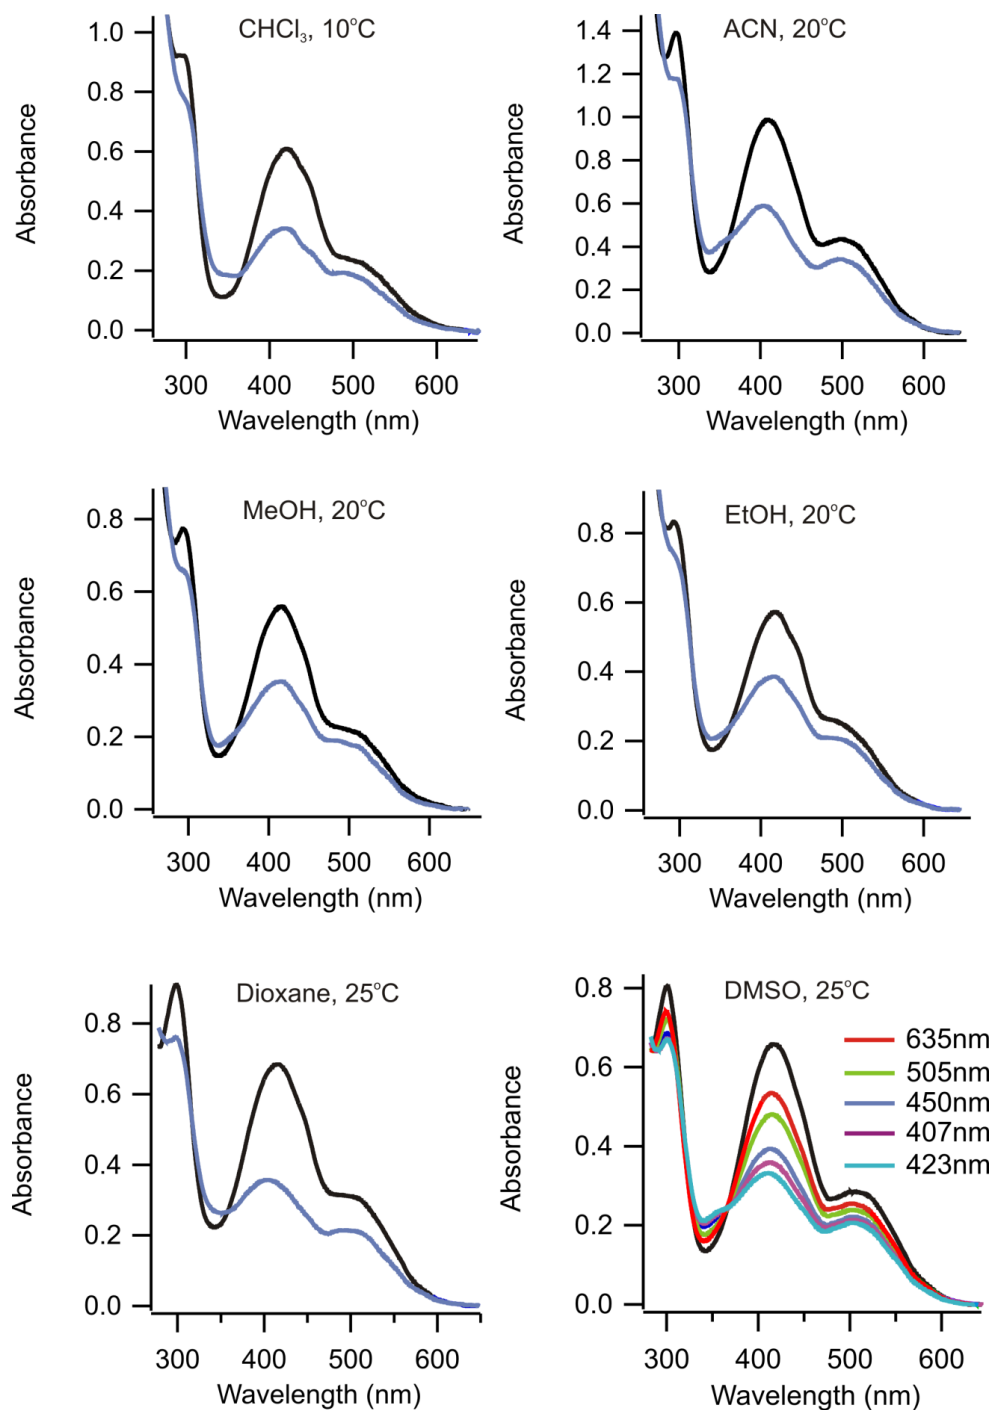 CHCl₃, 10°C
Absorbance
1.0
0.8
0.6
0.4
0.2
0.0
300 400 500 600
Wavelength (nm)
ACN, 20°C
Absorbance
1.4
1.2
1.0
0.8
0.6
0.4
0.2
0.0
300 400 500 600
Wavelength (nm)
MeOH, 20°C
Absorbance
0.8
0.6
0.4
0.2
0.0
300 400 500 600
Wavelength (nm)
EtOH, 20°C
Absorbance
0.8
0.6
0.4
0.2
0.0
300 400 500 600
Wavelength (nm)
Dioxane, 25°C
Absorbance
0.8
0.6
0.4
0.2
0.0
300 400 500 600
Wavelength (nm)
DMSO, 25°C
Absorbance
0.8
0.6
0.4
0.2
0.0
635nm
505nm
450nm
407nm
423nm
300 400 500 600
Wavelength (nm)